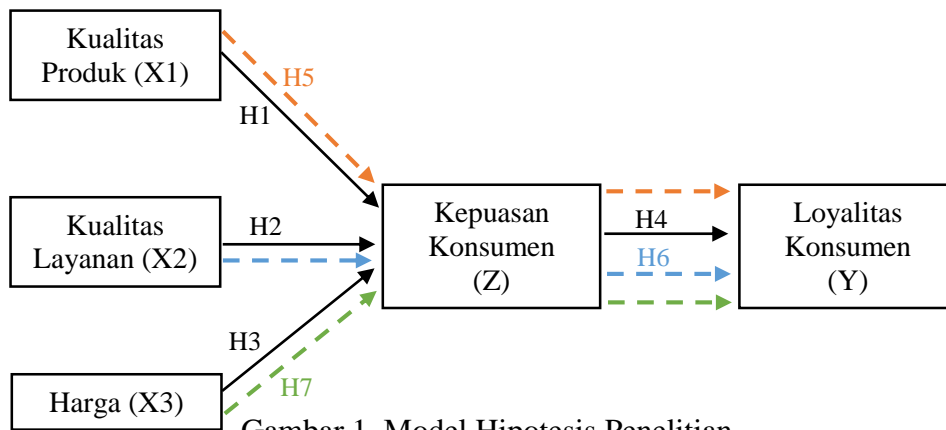 Kualitas
Produk (X1)
H5
H1
Kualitas
Layanan (X2)
H2
Kepuasan
Konsumen
(Z)
H4
H6
Loyalitas
Konsumen
(Y)
H3
H7
Harga (X3)
Gambar 1. Model Hipotesis Penelitian